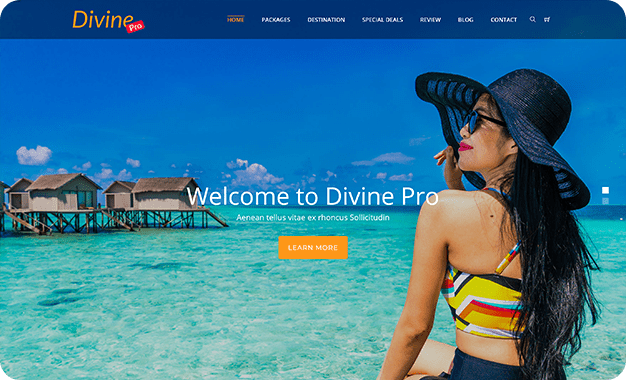 Divine
Pro
HOME PACKAGES DESTINATION SPECIAL DEALS REVIEW BLOG CONTACT
Welcome to Divine Pro
Aenean tellus vitae ex rhoncus Sollicitudin
LEARN MORE